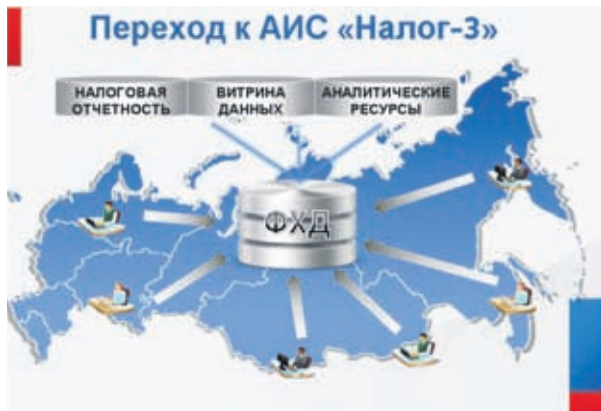 Переход к АИС «Налог-3»
НАЛОГОВАЯ
ОТЧЕТНОСТЬ
ВИТРИНА
ДАННЫХ
АНАЛИТИЧЕСКИЕ
РЕСУРСЫ
ФХД